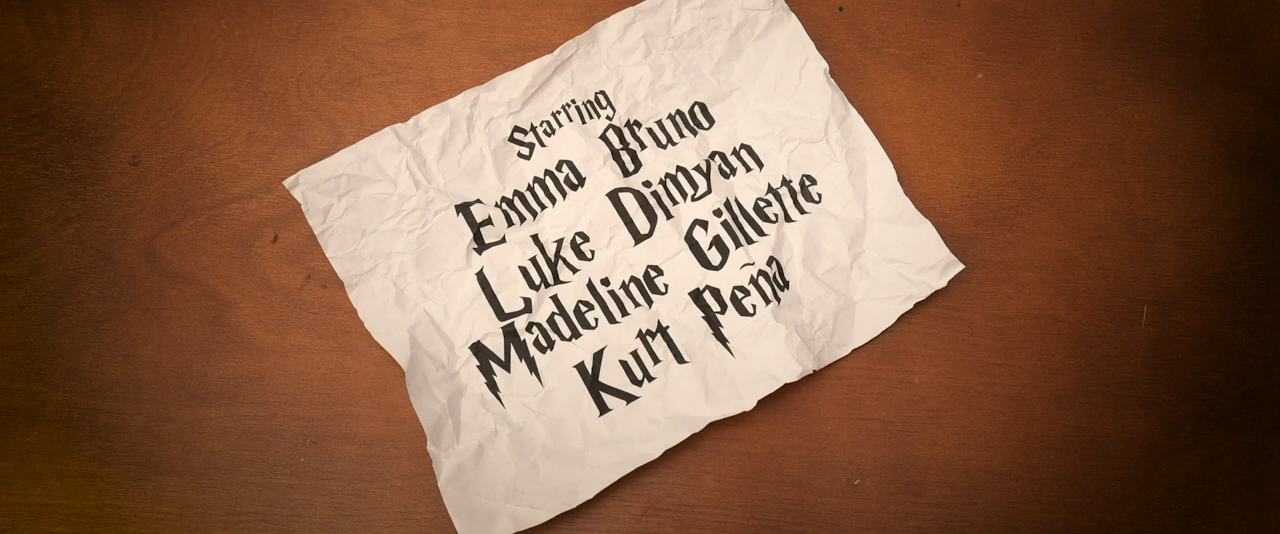 Starring
Emma Bruno
Luke Dimyan
Madeline Gillette
Kurt Peña